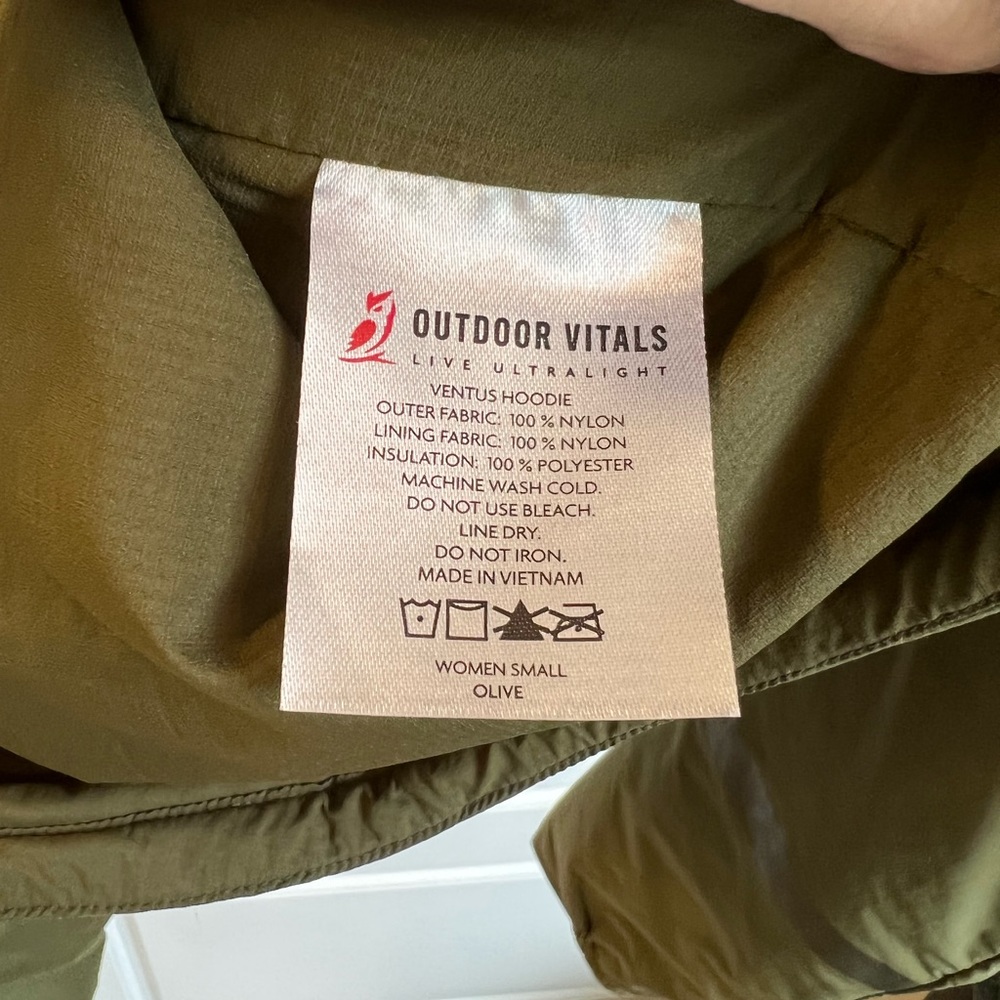 OUTDOOR VITALS
LIVE ULTRALIGHT
VENTUS HOODIE
OUTER FABRIC: 100 % NYLON
LINING FABRIC: 100 % NYLON
INSULATION: 100 % POLYESTER
MACHINE WASH COLD.
DO NOT USE BLEACH.
LINE DRY.
DO NOT IRON.
MADE IN VIETNAM
WOMEN SMALL
OLIVE